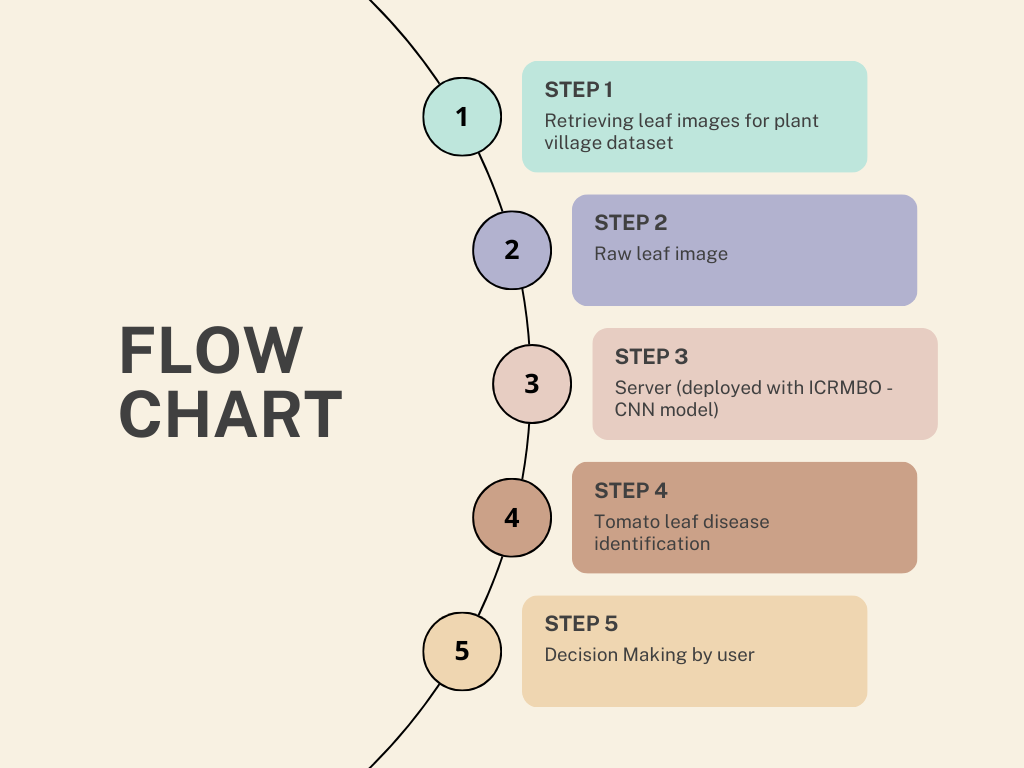 FLOW
CHART
1
STEP 1
Retrieving leaf images for plant
village dataset
2
STEP 2
Raw leaf image
3
STEP 3
Server (deployed with ICRMBO -
CNN model)
4
STEP 4
Tomato leaf disease
identification
5
STEP 5
Decision Making by user